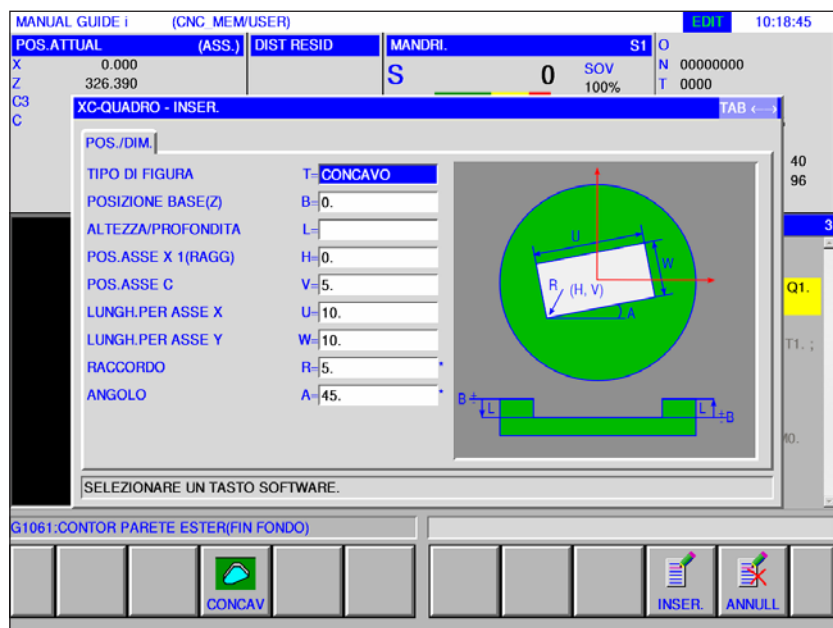 MANUAL GUIDE i (CNC_MEM/USER) EDIT 10:18:45
POS.ATTUAL (ASS.) DIST RESID MANDRI. S1 O
X 0.000
Z 326.390
C3
C
S 0 SOV 100%
N 00000000
T 0000
XC-QUADRO - INSER. TAB ←→
POS./DIM.
TIPO DI FIGURA T=CONCAVO
POSIZIONE BASE(Z) B=0.
ALTEZZA/PROFONDITA L=
POS.ASSE X 1(RAGG) H=0.
POS.ASSE C V=5.
LUNGH.PER ASSE X U=10.
LUNGH.PER ASSE Y W=10.
RACCORDO R=5. *
ANGOLO A=45. *
U
W
R (H, V)
A
B ± L L ±B
40
96
3
Q1.
T1. ;
M0.
SELEZIONARE UN TASTO SOFTWARE.
G1061:CONTOR PARETE ESTER(FIN FONDO)
CONCAV INSER. ANNULL